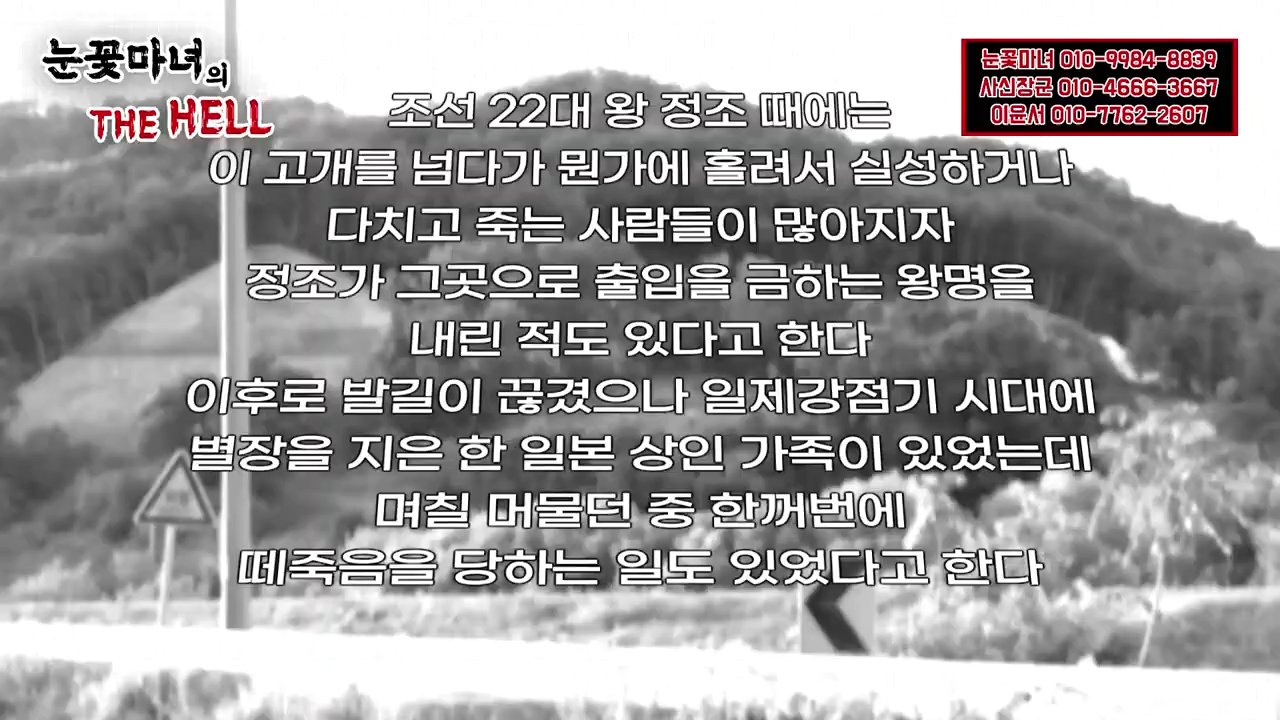 눈꽃마녀의
THE HELL
눈꽃마녀 010-9984-8839
사신장군 010-4666-3667
이윤서 010-7762-2607
조선 22대 왕 정조 때에는
이 고개를 넘다가 뭔가에 홀려서 실성하거나
다치고 죽는 사람들이 많아지자
정조가 그곳으로 출입을 금하는 왕명을
내린 적도 있다고 한다
이후로 발길이 끊겼으나 일제강점기 시대에
별장을 지은 한 일본 상인 가족이 있었는데
며칠 머물던 중 한꺼번에
떼죽음을 당하는 일도 있었다고 한다